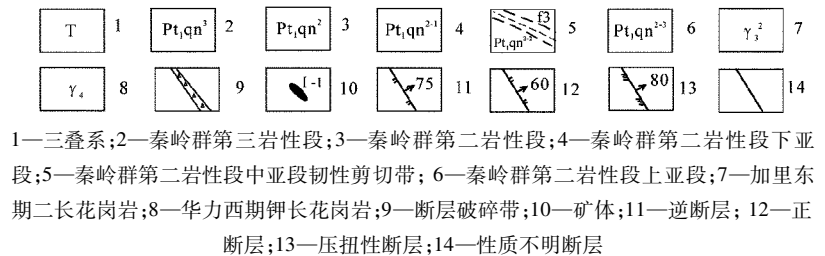 T 1 Pt₁qn³ 2 Pt₁qn² 3 Pt₁qn²⁻¹ 4 f3 Pt₁qn²⁻² 5 Pt₁qn²⁻³ 6 γ₃² 7
γ₄ 8 9 I-1 10 75 11 60 12 80 13 14
1—三叠系;2—秦岭群第三岩性段;3—秦岭群第二岩性段;4—秦岭群第二岩性段下亚
段;5—秦岭群第二岩性段中亚段韧性剪切带; 6—秦岭群第二岩性段上亚段;7—加里东
期二长花岗岩;8—华力西期钾长花岗岩;9—断层破碎带;10—矿体;11—逆断层; 12—正
断层;13—压扭性断层;14—性质不明断层